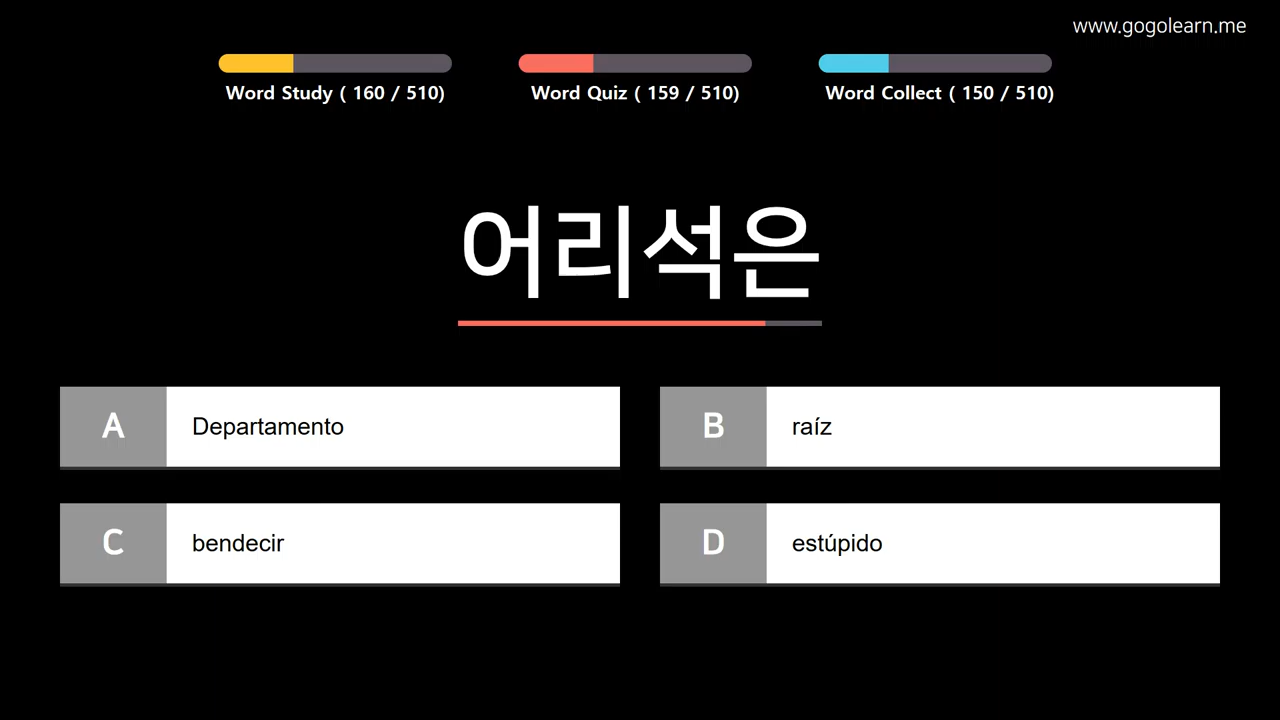 www.gogolearn.me
Word Study ( 160 / 510)
Word Quiz ( 159 / 510)
Word Collect ( 150 / 510)
어리석은
A Departamento
B raíz
C bendecir
D estúpido